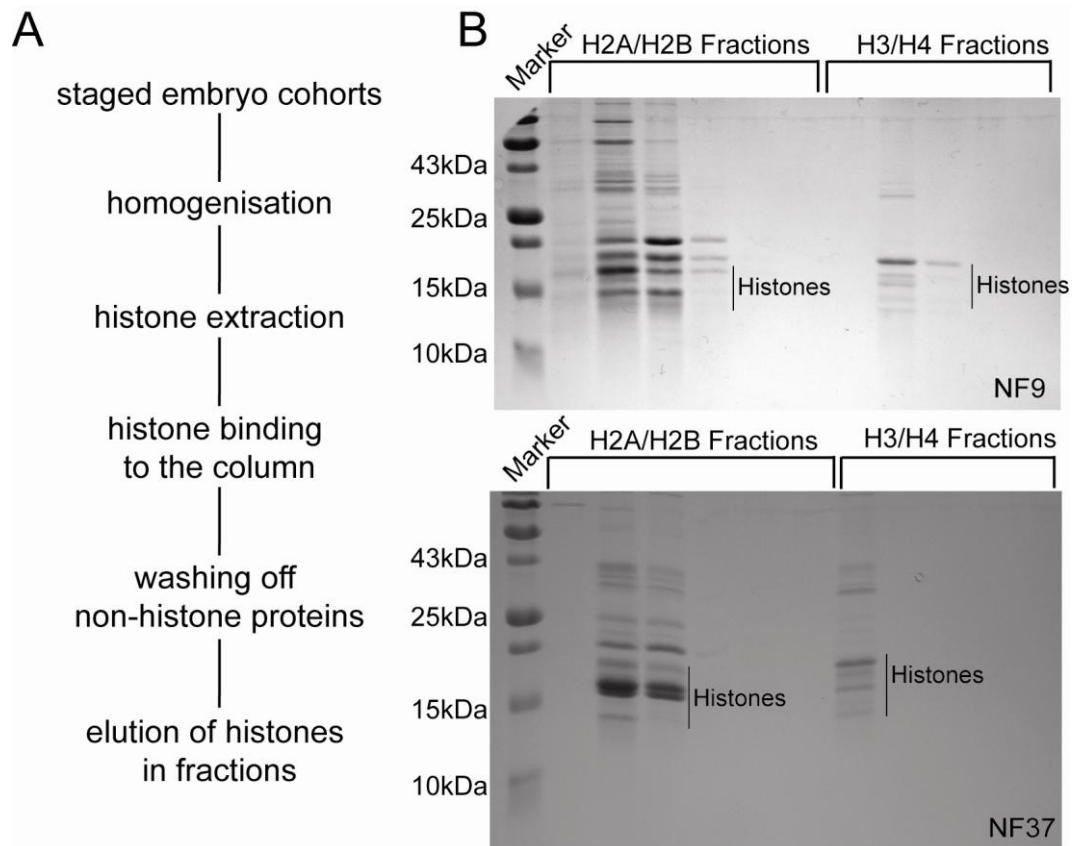 A
staged embryo cohorts
homogenisation
histone extraction
histone binding
to the column
washing off
non-histone proteins
elution of histones
in fractions
B
Marker
H2A/H2B Fractions
H3/H4 Fractions
43kDa
25kDa
15kDa
10kDa
Histones
Histones
NF9
Marker
H2A/H2B Fractions
H3/H4 Fractions
43kDa
25kDa
15kDa
10kDa
Histones
Histones
NF37